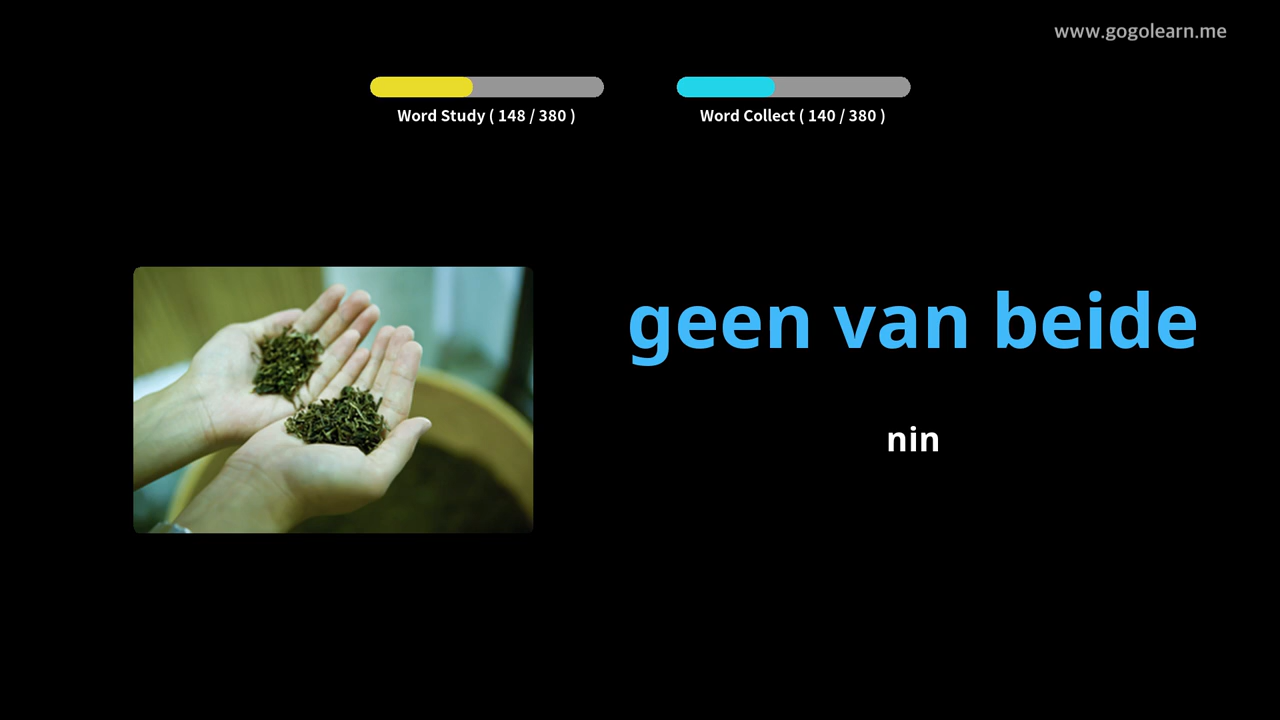 www.gogolearn.me
Word Study ( 148 / 380 )
Word Collect ( 140 / 380 )
geen van beide
nin